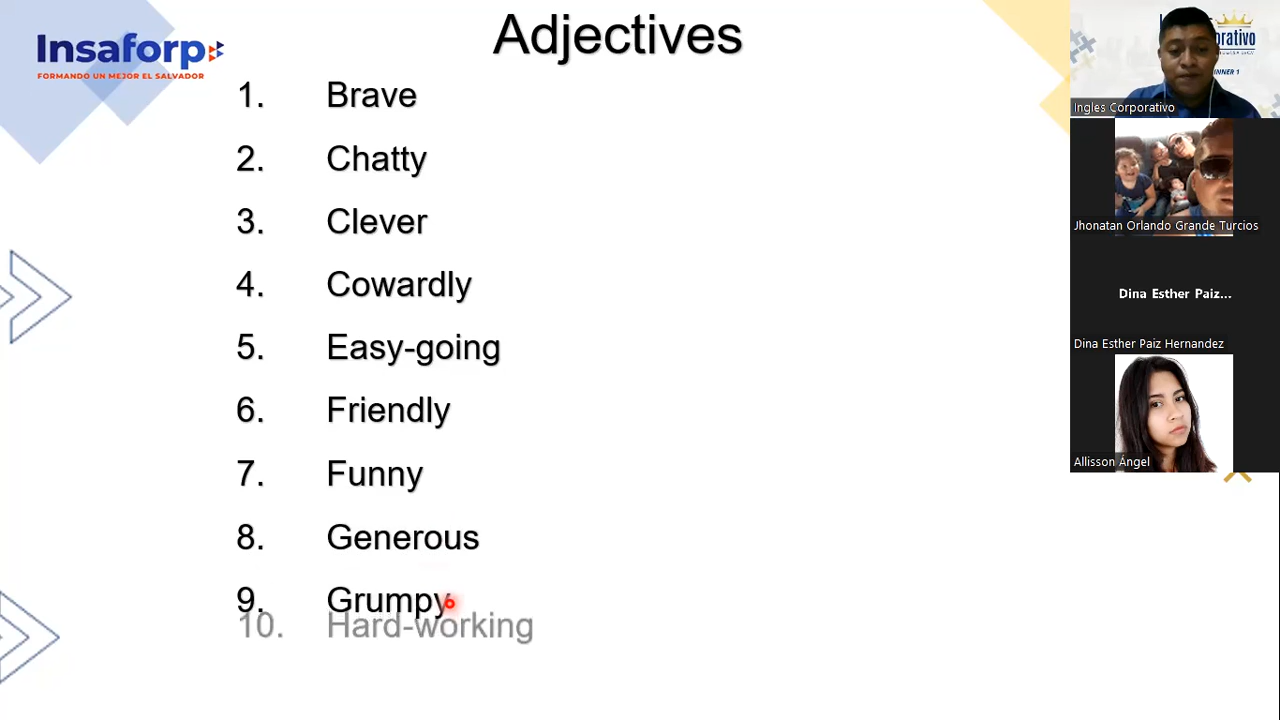 Adjectives
Insaforp
FORMANDO UN MEJOR EL SALVADOR
1. Brave
2. Chatty
3. Clever
4. Cowardly
5. Easy-going
6. Friendly
7. Funny
8. Generous
9. Grumpy
10. Hard-working
Ingles Corporativo
Jhonatan Orlando Grande Turcios
Dina Esther Paiz...
Dina Esther Paiz Hernandez
Allisson Ángel